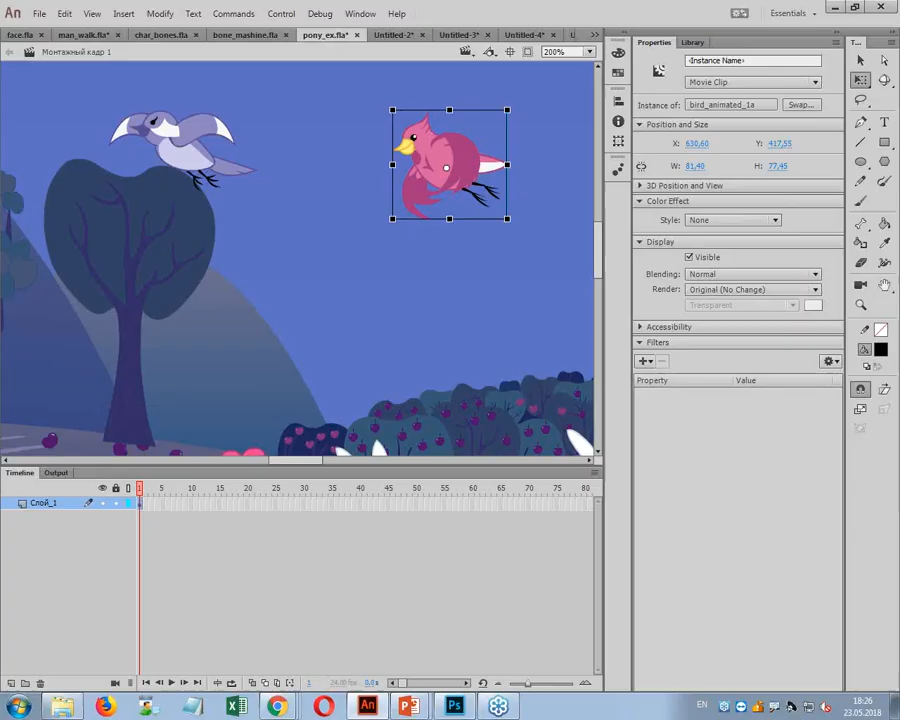 An File Edit View Insert Modify Text Commands Control Debug Window Help Essentials
face.fla × man_walk.fla* × char_bones.fla × bone_mashine.fla × pony_ex.fla* × Untitled-2* × Untitled-3* × Untitled-4* ×
Монтажный кадр 1 200%
Properties Library
‹Instance Name›
Movie Clip
Instance of: bird_animated_1a Swap...
Position and Size
X: 630,60 Y: 417,55
W: 81,40 H: 77,45
3D Position and View
Color Effect
Style: None
Display
Visible
Blending: Normal
Render: Original (No Change)
Transparent
Accessibility
Filters
Property Value
Timeline Output
1 5 10 15 20 25 30 35 40 45 50 55 60 65 70 75 80
Слой_1
1 24,00 fps 0,0 s
EN 18:26
23.05.2018